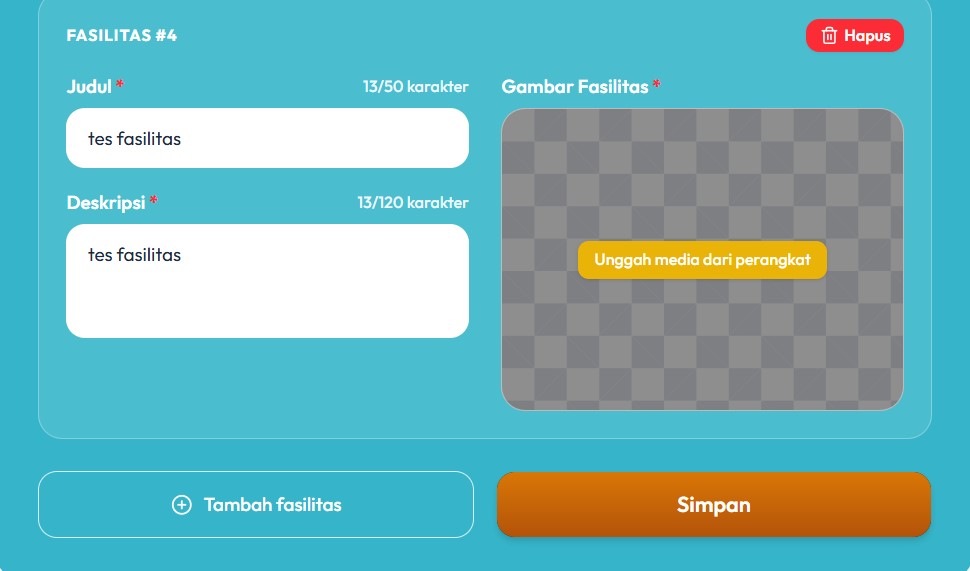 FASILITAS #4
Hapus
Judul *
13/50 karakter
tes fasilitas
Deskripsi *
13/120 karakter
tes fasilitas
Gambar Fasilitas *
Unggah media dari perangkat
Tambah fasilitas
Simpan